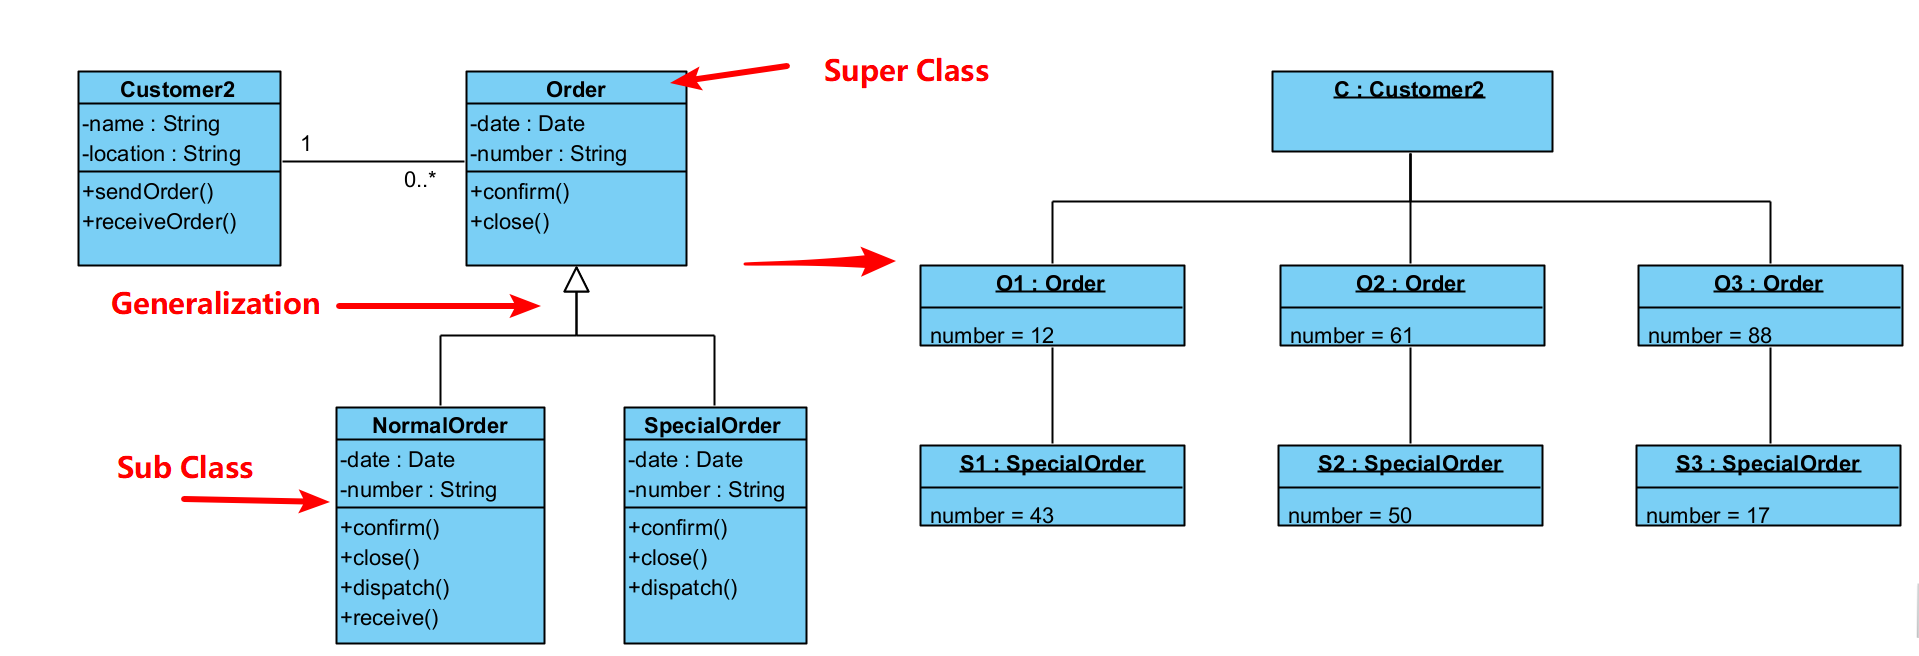 Super Class
Customer2
-name : String
-location : String
+sendOrder()
+receiveOrder()
1
0..*
Order
-date : Date
-number : String
+confirm()
+close()
Generalization
Sub Class
NormalOrder
-date : Date
-number : String
+confirm()
+close()
+dispatch()
+receive()
SpecialOrder
-date : Date
-number : String
+confirm()
+close()
+dispatch()
C : Customer2
O1 : Order
number = 12
O2 : Order
number = 61
O3 : Order
number = 88
S1 : SpecialOrder
number = 43
S2 : SpecialOrder
number = 50
S3 : SpecialOrder
number = 17